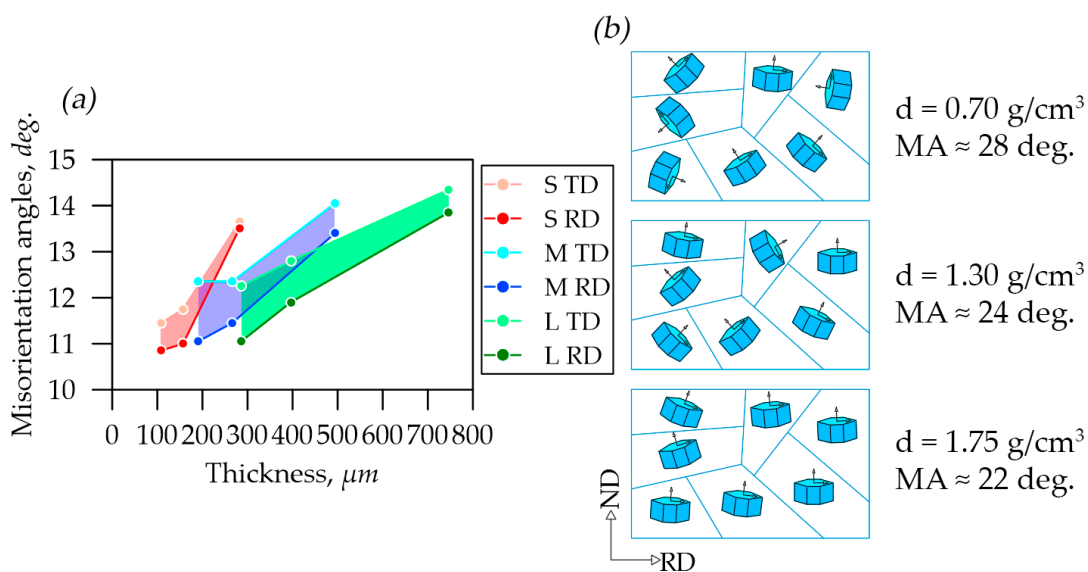 (a)
Misorientation angles, deg.
15
14
13
12
11
10
0 100 200 300 400 500 600 700 800
Thickness, μm
S TD
S RD
M TD
M RD
L TD
L RD
(b)
d = 0.70 g/cm³
MA ≈ 28 deg.
d = 1.30 g/cm³
MA ≈ 24 deg.
d = 1.75 g/cm³
MA ≈ 22 deg.
ND
RD